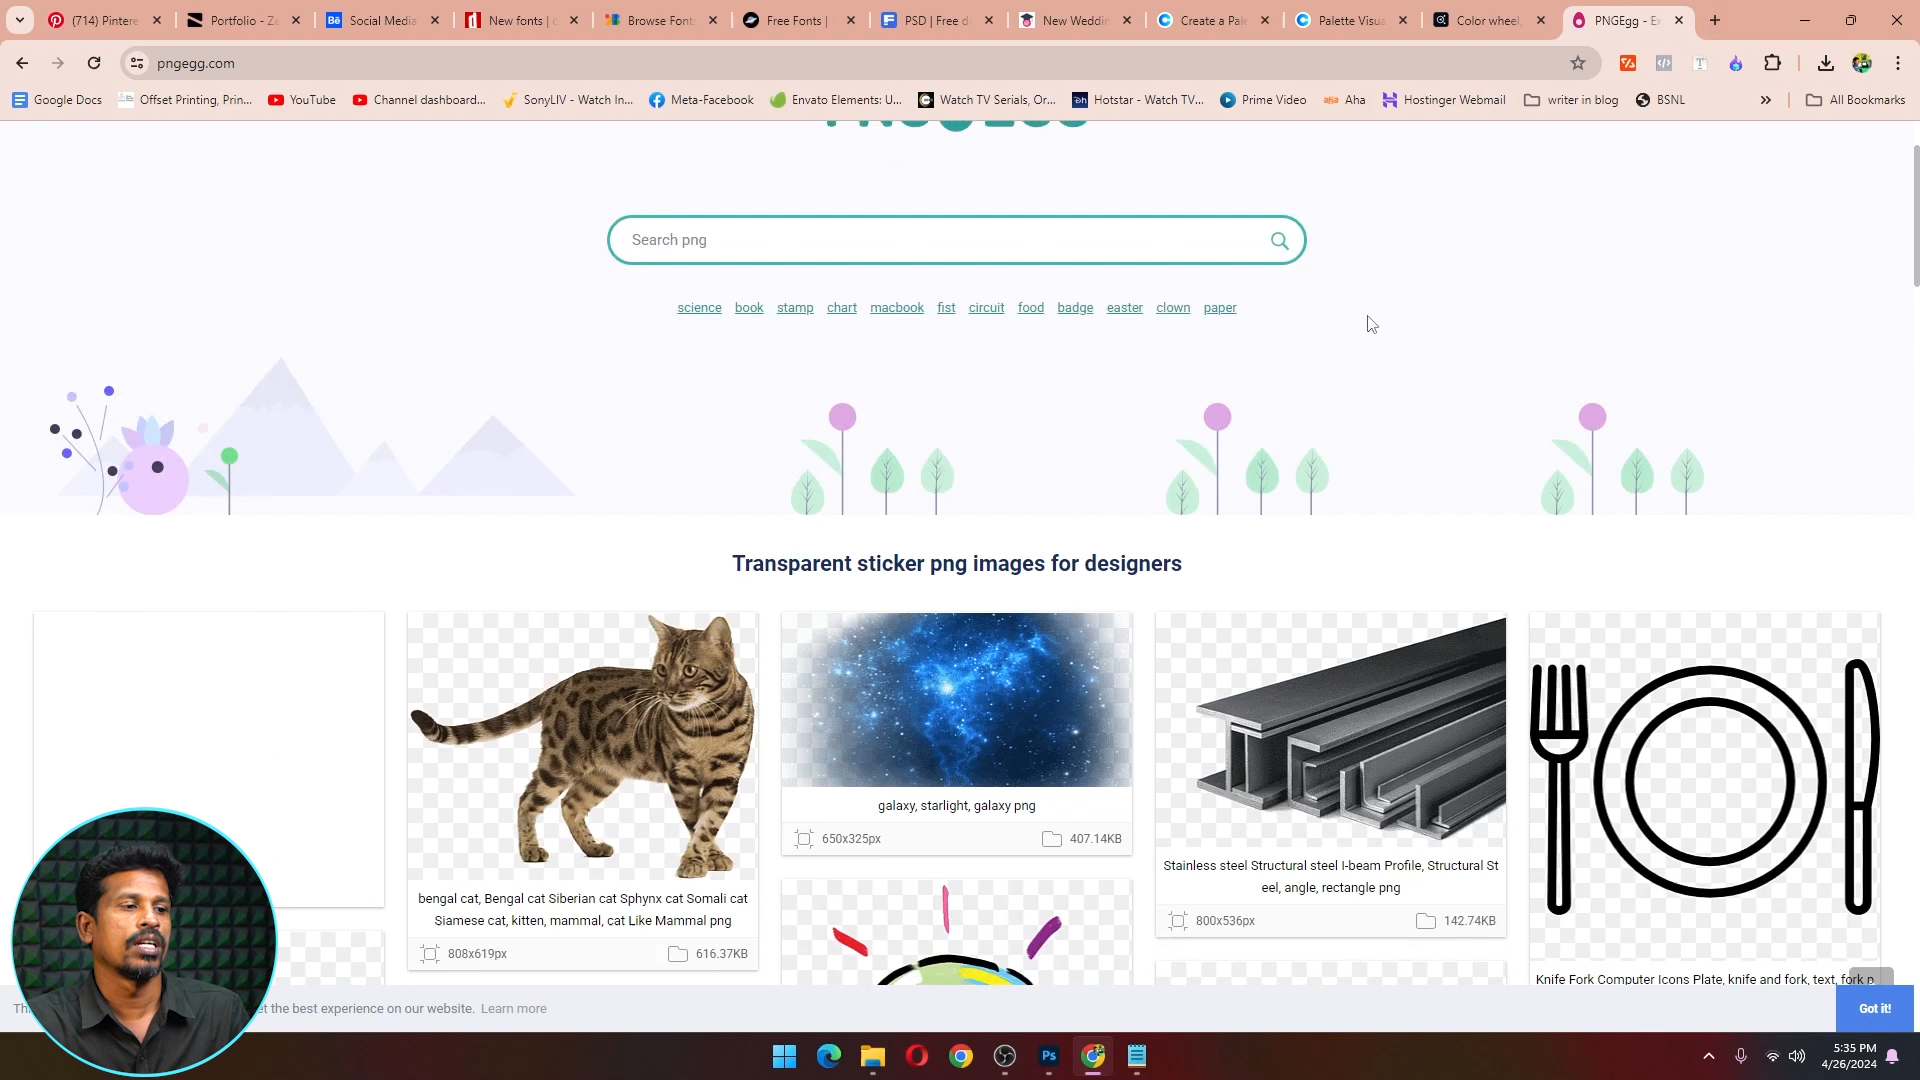 (714) Pintere
Portfolio - Ze
Social Media
New fonts | d
Browse Font
Free Fonts |
PSD | Free d
New Weddin
Create a Pale
Palette Visua
Color wheel,
PNGEgg - Ex
pngegg.com
Google Docs
Offset Printing, Prin...
YouTube
Channel dashboard...
SonyLIV - Watch In...
Meta-Facebook
Envato Elements: U...
Watch TV Serials, Or...
Hotstar - Watch TV...
Prime Video
Aha
Hostinger Webmail
writer in blog
BSNL
All Bookmarks
Search png
science book stamp chart macbook fist circuit food badge easter clown paper
Transparent sticker png images for designers
bengal cat, Bengal cat Siberian cat Sphynx cat Somali cat
Siamese cat, kitten, mammal, cat Like Mammal png
808x619px 616.37KB
galaxy, starlight, galaxy png
650x325px 407.14KB
Stainless steel Structural steel I-beam Profile, Structural St
eel, angle, rectangle png
800x536px 142.74KB
Knife Fork Computer Icons Plate, knife and fork, text, fork p
et the best experience on our website. Learn more
Got it!
5:35 PM
4/26/2024